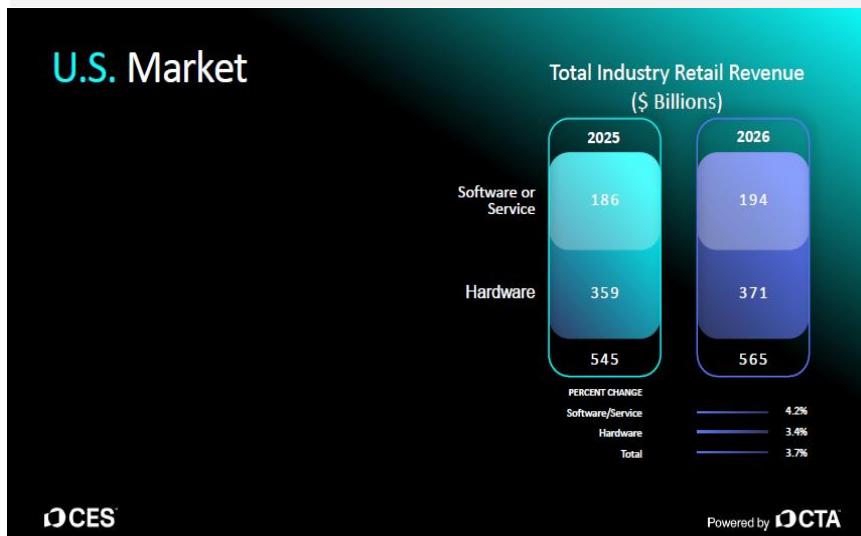 U.S. Market
Total Industry Retail Revenue
($ Billions)
2025
2026
Software or
Service
186
194
Hardware
359
371
545
565
PERCENT CHANGE
Software/Service
4.2%
Hardware
3.4%
Total
3.7%
CES
Powered by CTA